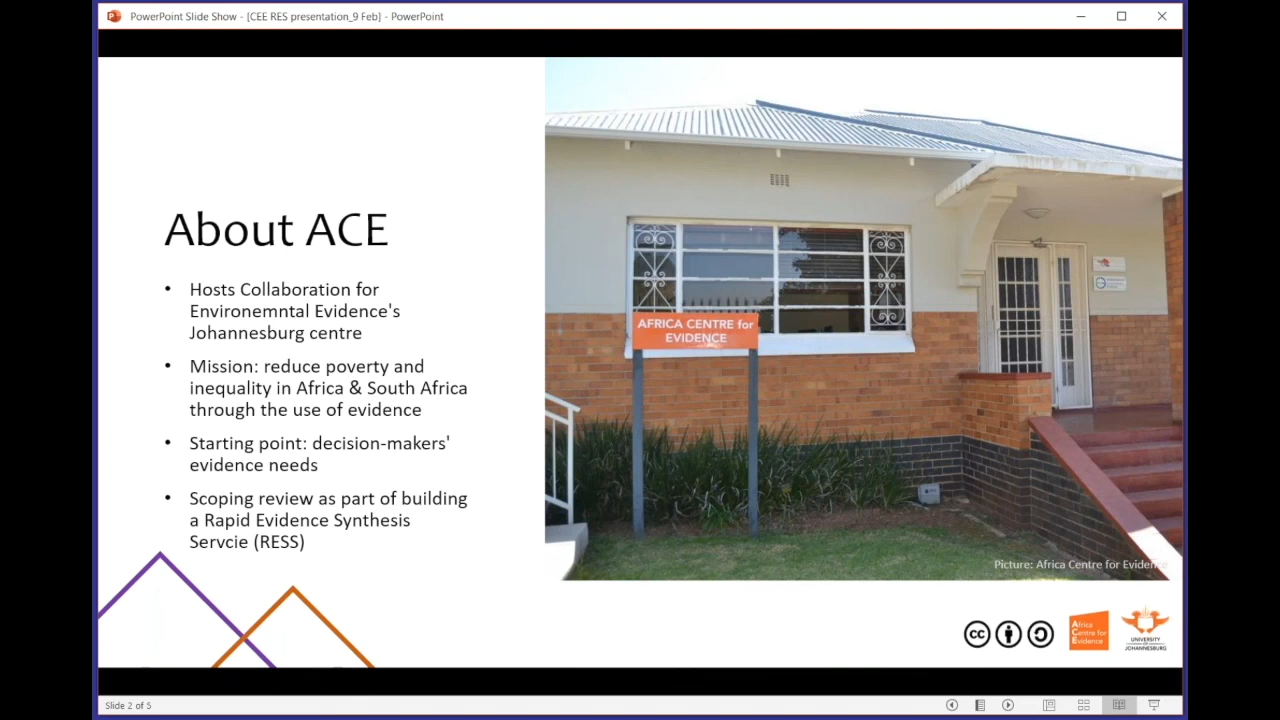 PowerPoint Slide Show - [CEE RES presentation_9 Feb] - PowerPoint
About ACE
• Hosts Collaboration for
Environemntal Evidence's
Johannesburg centre
• Mission: reduce poverty and
inequality in Africa & South Africa
through the use of evidence
• Starting point: decision-makers'
evidence needs
• Scoping review as part of building
a Rapid Evidence Synthesis
Servcie (RESS)
AFRICA CENTRE for
EVIDENCE
Picture: Africa Centre for Evidence
cc
Africa
Centre for
Evidence
UNIVERSITY
OF
JOHANNESBURG
Slide 2 of 5